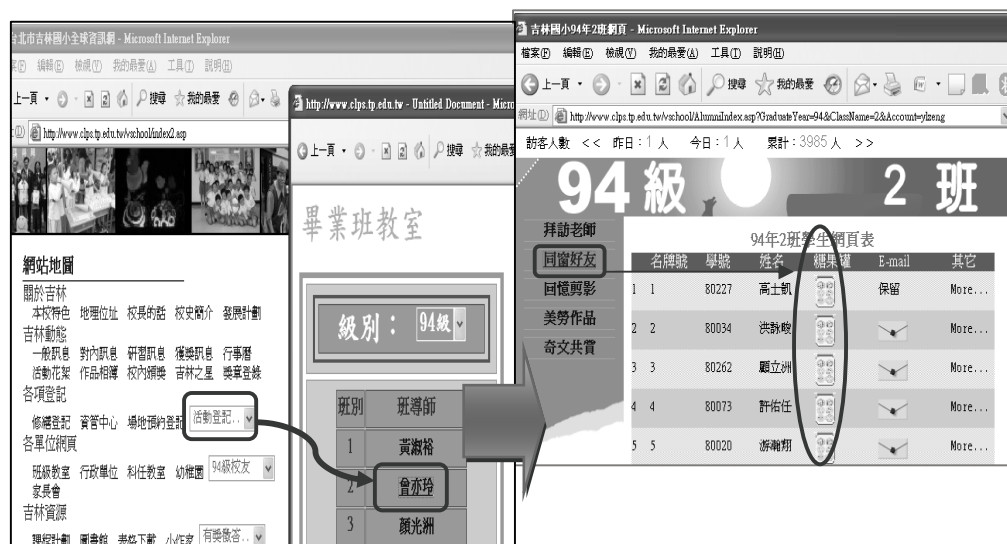 台北市吉林國小全球資訊網 - Microsoft Internet Explorer
編輯(E) 檢視(V) 我的最愛(A) 工具(T) 說明(H)
上一頁 搜尋 我的最愛
http://www.clps.tp.edu.tw/vschool/index2.asp
網站地圖
關於吉林
本校特色 地理位址 校長的話 校史簡介 發展計劃
吉林動態
一般訊息 對內訊息 研習訊息 獲獎訊息 行事曆
活動花絮 作品相簿 校內頒獎 吉林之星 獎章登錄
各項登記
修繕登記 資管中心 場地預約登記 活動登記..
各單位網頁
班級教室 行政單位 科任教室 幼稚園 94級校友
家長會
吉林資源
課程計劃 圖書館 表格下載 小作家 有獎徵答..
http://www.clps.tp.edu.tw - Untitled Document - Micro
上一頁 搜尋 我的最
畢業班教室
級別： 94級
班別 班導師
1 黃淑裕
2 曾亦玲
3 顏光洲
吉林國小94年2班網頁 - Microsoft Internet Explorer
檔案(F) 編輯(E) 檢視(V) 我的最愛(A) 工具(T) 說明(H)
上一頁 搜尋 我的最愛
網址(D) http://www.clps.tp.edu.tw/vschool/AlumniIndex.asp?GraduateYear=94&ClassName=2&Account=ylzeng
訪客人數 << 昨日：1 人 今日：1 人 累計：3985 人 >>
94 級 2 班
拜訪老師
同窗好友
回憶剪影
美勞作品
奇文共賞
94年2班學生網頁表
名牌號 學號 姓名 糖果罐 E-mail 其它
1 1 80227 高士凱 保留 More...
2 2 80034 洪詠峻 More...
3 3 80262 顧立洲 More...
4 4 80073 許佑任 More...
5 5 80020 游瀚翔 More...